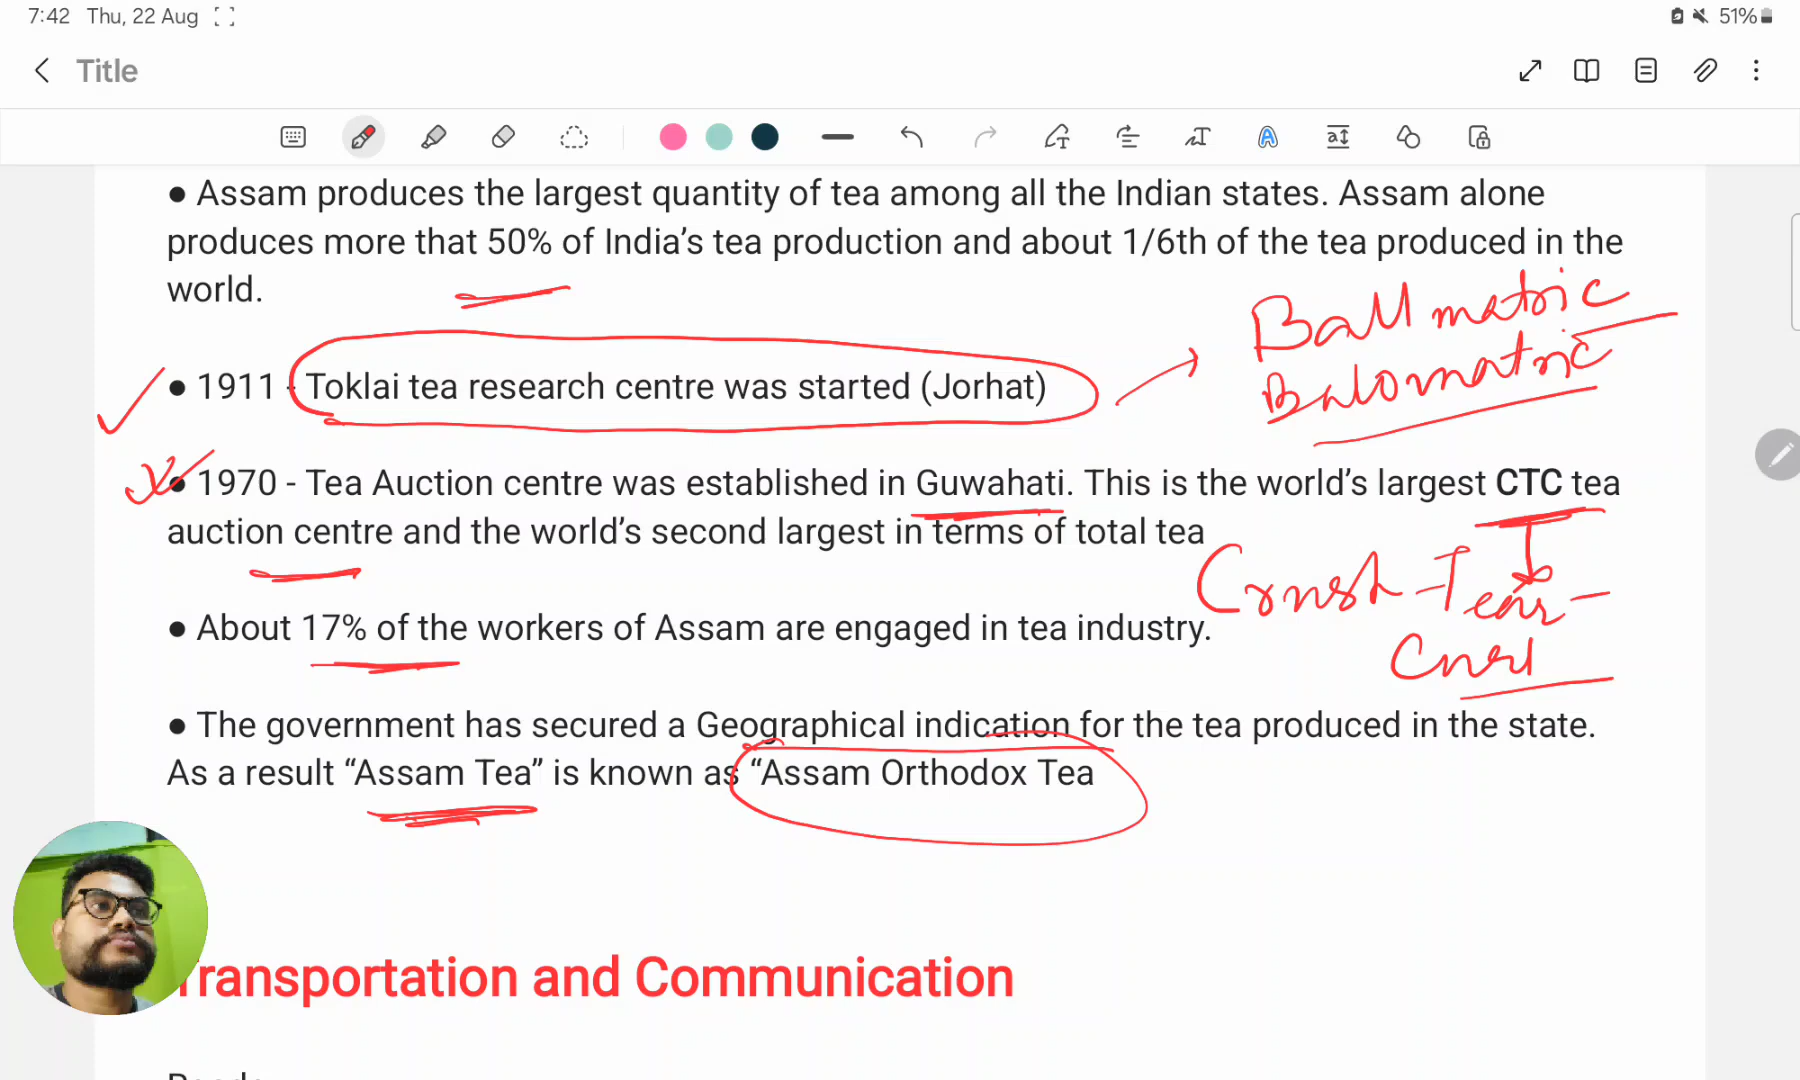 7:42 Thu, 22 Aug 51%
Title
● Assam produces the largest quantity of tea among all the Indian states. Assam alone
produces more that 50% of India's tea production and about 1/6th of the tea produced in the
world.
Ballmatric
Balomatric
● 1911 - Toklai tea research centre was started (Jorhat)
● 1970 - Tea Auction centre was established in Guwahati. This is the world's largest CTC tea
auction centre and the world's second largest in terms of total tea
Crush-Tear-
Curl
● About 17% of the workers of Assam are engaged in tea industry.
● The government has secured a Geographical indication for the tea produced in the state.
As a result “Assam Tea” is known as “Assam Orthodox Tea
Transportation and Communication